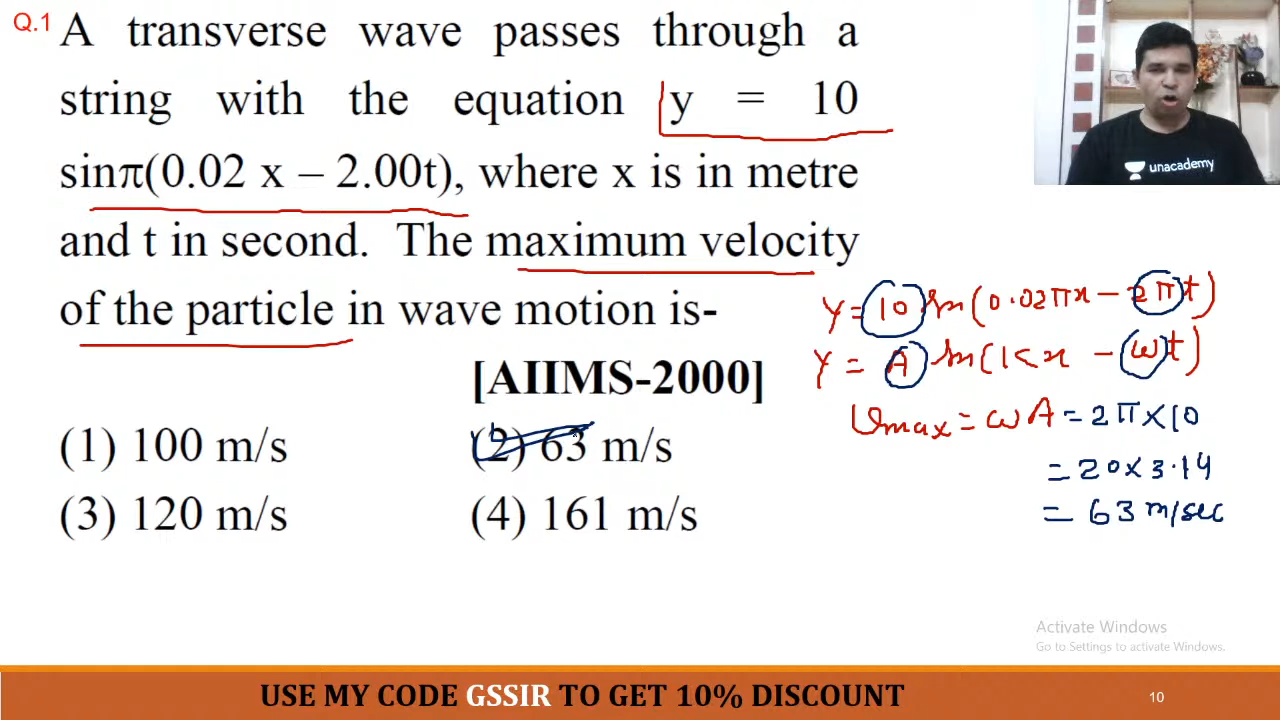 Q.1 A transverse wave passes through a
string with the equation y = 10
sinπ(0.02 x – 2.00t), where x is in metre
and t in second. The maximum velocity
of the particle in wave motion is-
[AIIMS-2000]
(1) 100 m/s (2) 63 m/s
(3) 120 m/s (4) 161 m/s
unacademy
y = 10 sin(0.02πx – 2πt)
y = A sin(kx – ωt)
υmax = ωA = 2π×10
= 20×3.14
= 63 m/sec
Activate Windows
Go to Settings to activate Windows.
USE MY CODE GSSIR TO GET 10% DISCOUNT
10